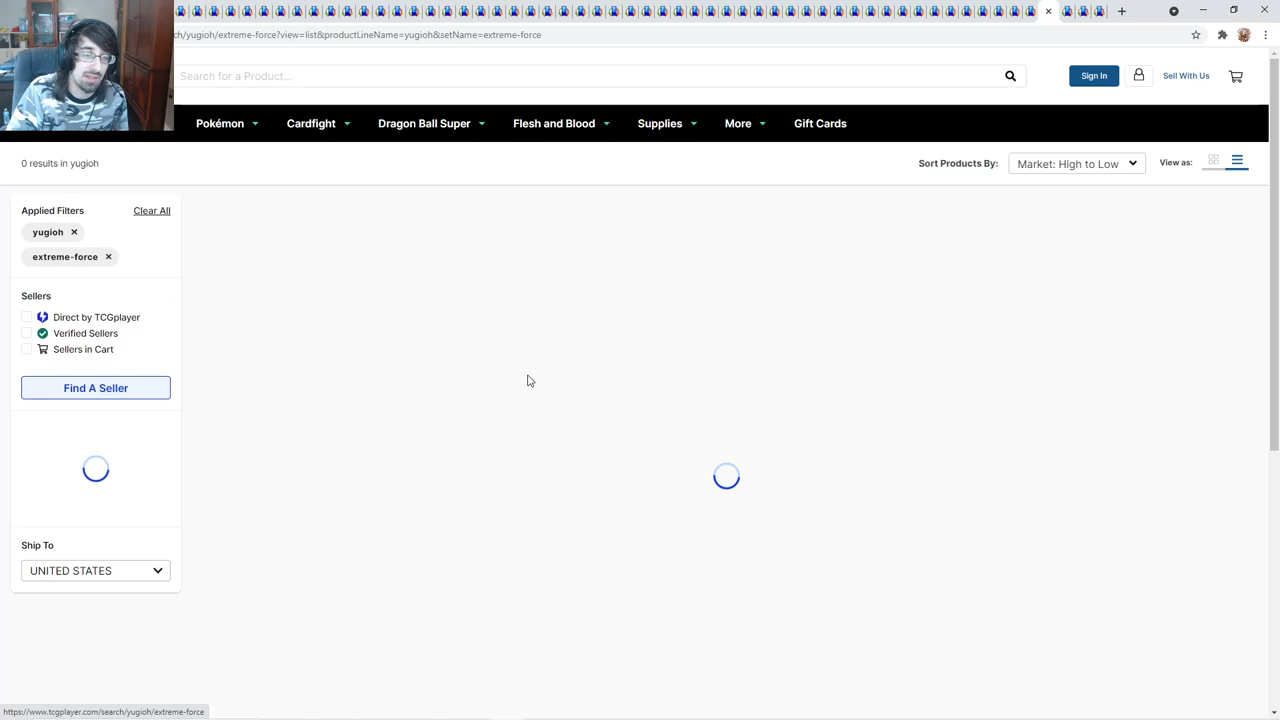 ch/yugioh/extreme-force?view=list&productLineName=yugioh&setName=extreme-force
Search for a Product...
Sign In
Sell With Us
Pokémon
Cardfight
Dragon Ball Super
Flesh and Blood
Supplies
More
Gift Cards
0 results in yugioh
Sort Products By:
Market: High to Low
View as:
Applied Filters
Clear All
yugioh
extreme-force
Sellers
Direct by TCGplayer
Verified Sellers
Sellers in Cart
Find A Seller
Ship To
UNITED STATES
https://www.tcgplayer.com/search/yugioh/extreme-force